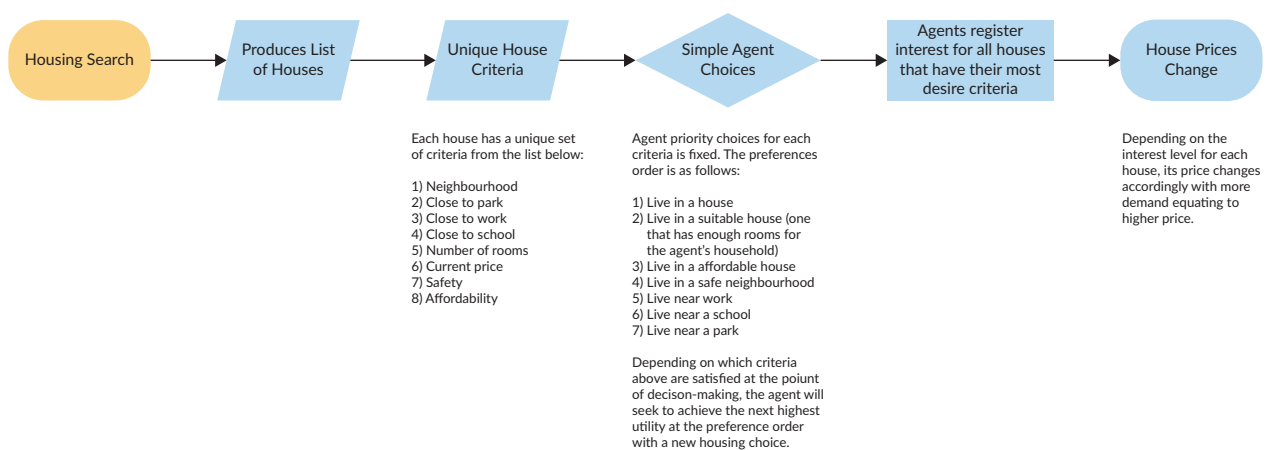 Housing Search
Produces List
of Houses
Unique House
Criteria
Simple Agent
Choices
Agents register
interest for all houses
that have their most
desire criteria
House Prices
Change
Each house has a unique set
of criteria from the list below:
1) Neighbourhood
2) Close to park
3) Close to work
4) Close to school
5) Number of rooms
6) Current price
7) Safety
8) Affordability
Agent priority choices for each
criteria is fixed. The preferences
order is as follows:
1) Live in a house
2) Live in a suitable house (one
that has enough rooms for
the agent's household)
3) Live in a affordable house
4) Live in a safe neighbourhood
5) Live near work
6) Live near a school
7) Live near a park
Depending on which criteria
above are satisfied at the poiunt
of decison-making, the agent will
seek to achieve the next highest
utility at the preference order
with a new housing choice.
Depending on the
interest level for each
house, its price changes
accordingly with more
demand equating to
higher price.